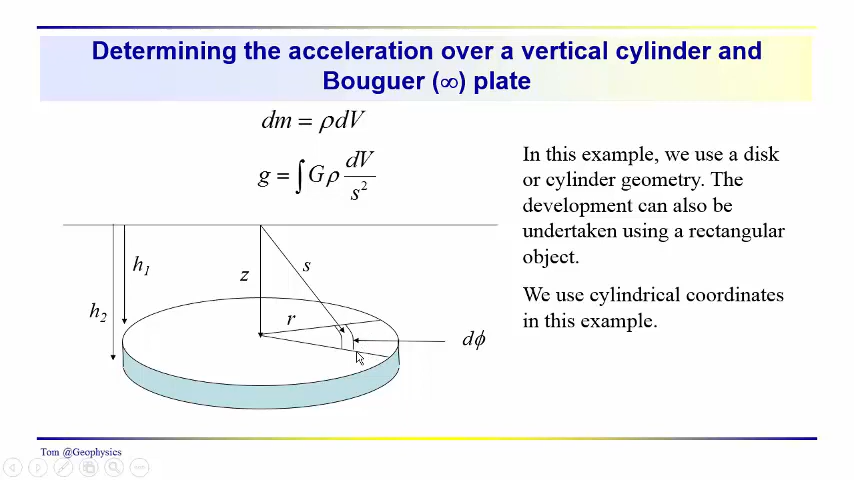 Determining the acceleration over a vertical cylinder and
Bouguer (∞) plate
dm = ρdV
g = ∫ Gρ dV/s²
In this example, we use a disk
or cylinder geometry. The
development can also be
undertaken using a rectangular
object.
We use cylindrical coordinates
in this example.
h₁
z
s
h₂
r
dϕ
Tom @Geophysics